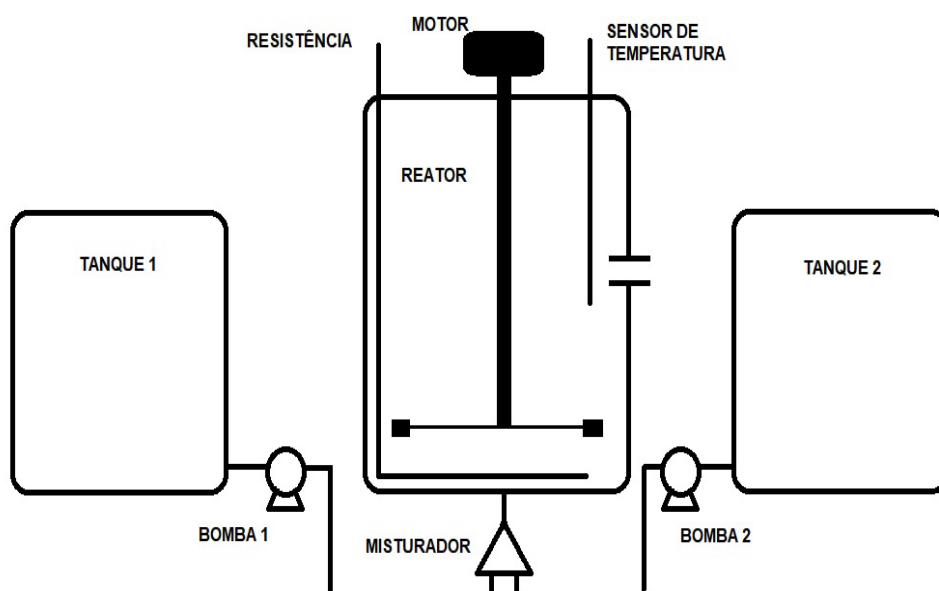 MOTOR
RESISTÊNCIA
SENSOR DE
TEMPERATURA
REATOR
TANQUE 1
TANQUE 2
BOMBA 1
MISTURADOR
BOMBA 2